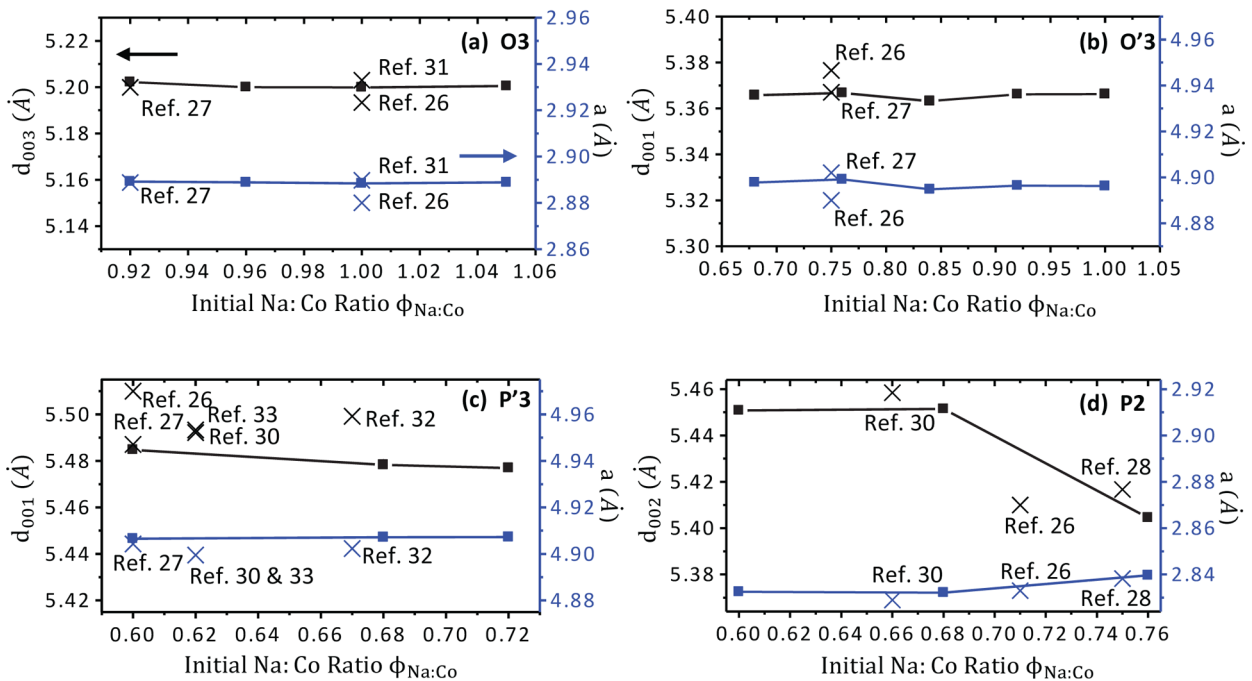 (a) O3
5.22
5.20
5.18
5.16
5.14
d003 (Å)
Ref. 27
Ref. 31
Ref. 26
Ref. 31
Ref. 27
Ref. 26
2.96
2.94
2.92
2.90
2.88
2.86
a (Å)
0.92 0.94 0.96 0.98 1.00 1.02 1.04 1.06
Initial Na: Co Ratio ϕNa:Co
(b) O'3
5.40
5.38
5.36
5.34
5.32
5.30
d001 (Å)
Ref. 26
Ref. 27
Ref. 27
Ref. 26
4.96
4.94
4.92
4.90
4.88
a (Å)
0.65 0.70 0.75 0.80 0.85 0.90 0.95 1.00 1.05
Initial Na: Co Ratio ϕNa:Co
(c) P'3
5.50
5.48
5.46
5.44
5.42
d001 (Å)
Ref. 26
Ref. 27
Ref. 33
Ref. 30
Ref. 32
Ref. 27
Ref. 30 & 33
Ref. 32
4.96
4.94
4.92
4.90
4.88
a (Å)
0.60 0.62 0.64 0.66 0.68 0.70 0.72
Initial Na: Co Ratio ϕNa:Co
(d) P2
5.46
5.44
5.42
5.40
5.38
d002 (Å)
Ref. 30
Ref. 28
Ref. 26
Ref. 30
Ref. 26
Ref. 28
2.92
2.90
2.88
2.86
2.84
a (Å)
0.60 0.62 0.64 0.66 0.68 0.70 0.72 0.74 0.76
Initial Na: Co Ratio ϕNa:Co